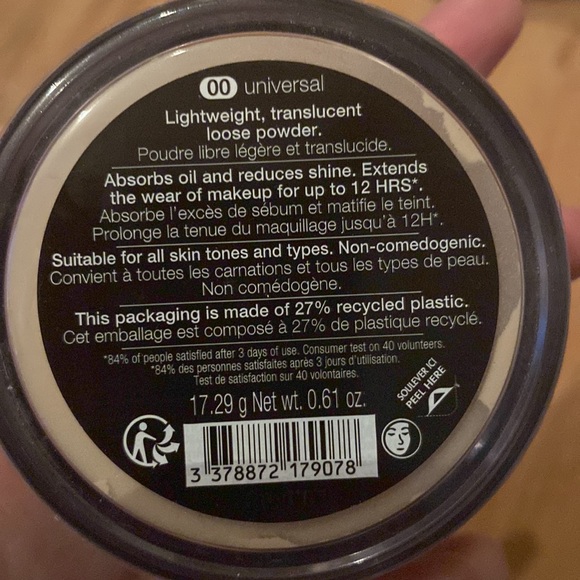 00 universal
Lightweight, translucent
loose powder.
Poudre libre légère et translucide.
Absorbs oil and reduces shine. Extends
the wear of makeup for up to 12 HRS*.
Absorbe l'excès de sébum et matifie le teint.
Prolonge la tenue du maquillage jusqu'à 12H*.
Suitable for all skin tones and types. Non-comedogenic.
Convient à toutes les carnations et tous les types de peau.
Non comédogène.
This packaging is made of 27% recycled plastic.
Cet emballage est composé à 27% de plastique recyclé.
*84% of people satisfied after 3 days of use. Consumer test on 40 volunteers.
*84% des personnes satisfaites après 3 jours d'utilisation.
Test de satisfaction sur 40 volontaires.
SOULEVER ICI
PEEL HERE
17.29 g Net wt. 0.61 oz.
3 378872 179078